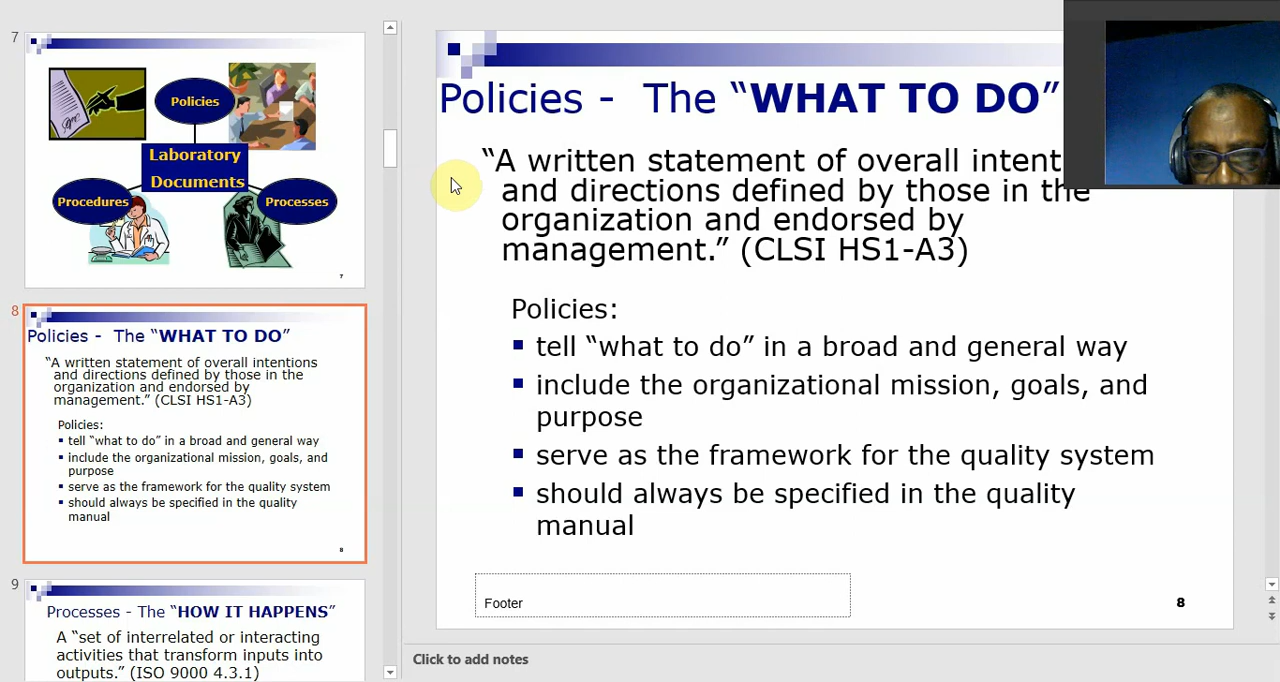 7
Policies
Laboratory
Documents
Procedures
Processes
7
8
Policies - The “WHAT TO DO”
“A written statement of overall intentions
and directions defined by those in the
organization and endorsed by
management.” (CLSI HS1-A3)
Policies:
tell “what to do” in a broad and general way
include the organizational mission, goals, and
purpose
serve as the framework for the quality system
should always be specified in the quality
manual
8
9
Processes - The “HOW IT HAPPENS”
A “set of interrelated or interacting
activities that transform inputs into
outputs.” (ISO 9000 4.3.1)
Policies - The “WHAT TO DO”
“A written statement of overall intent
and directions defined by those in the
organization and endorsed by
management.” (CLSI HS1-A3)
Policies:
tell “what to do” in a broad and general way
include the organizational mission, goals, and
purpose
serve as the framework for the quality system
should always be specified in the quality
manual
Footer
8
Click to add notes